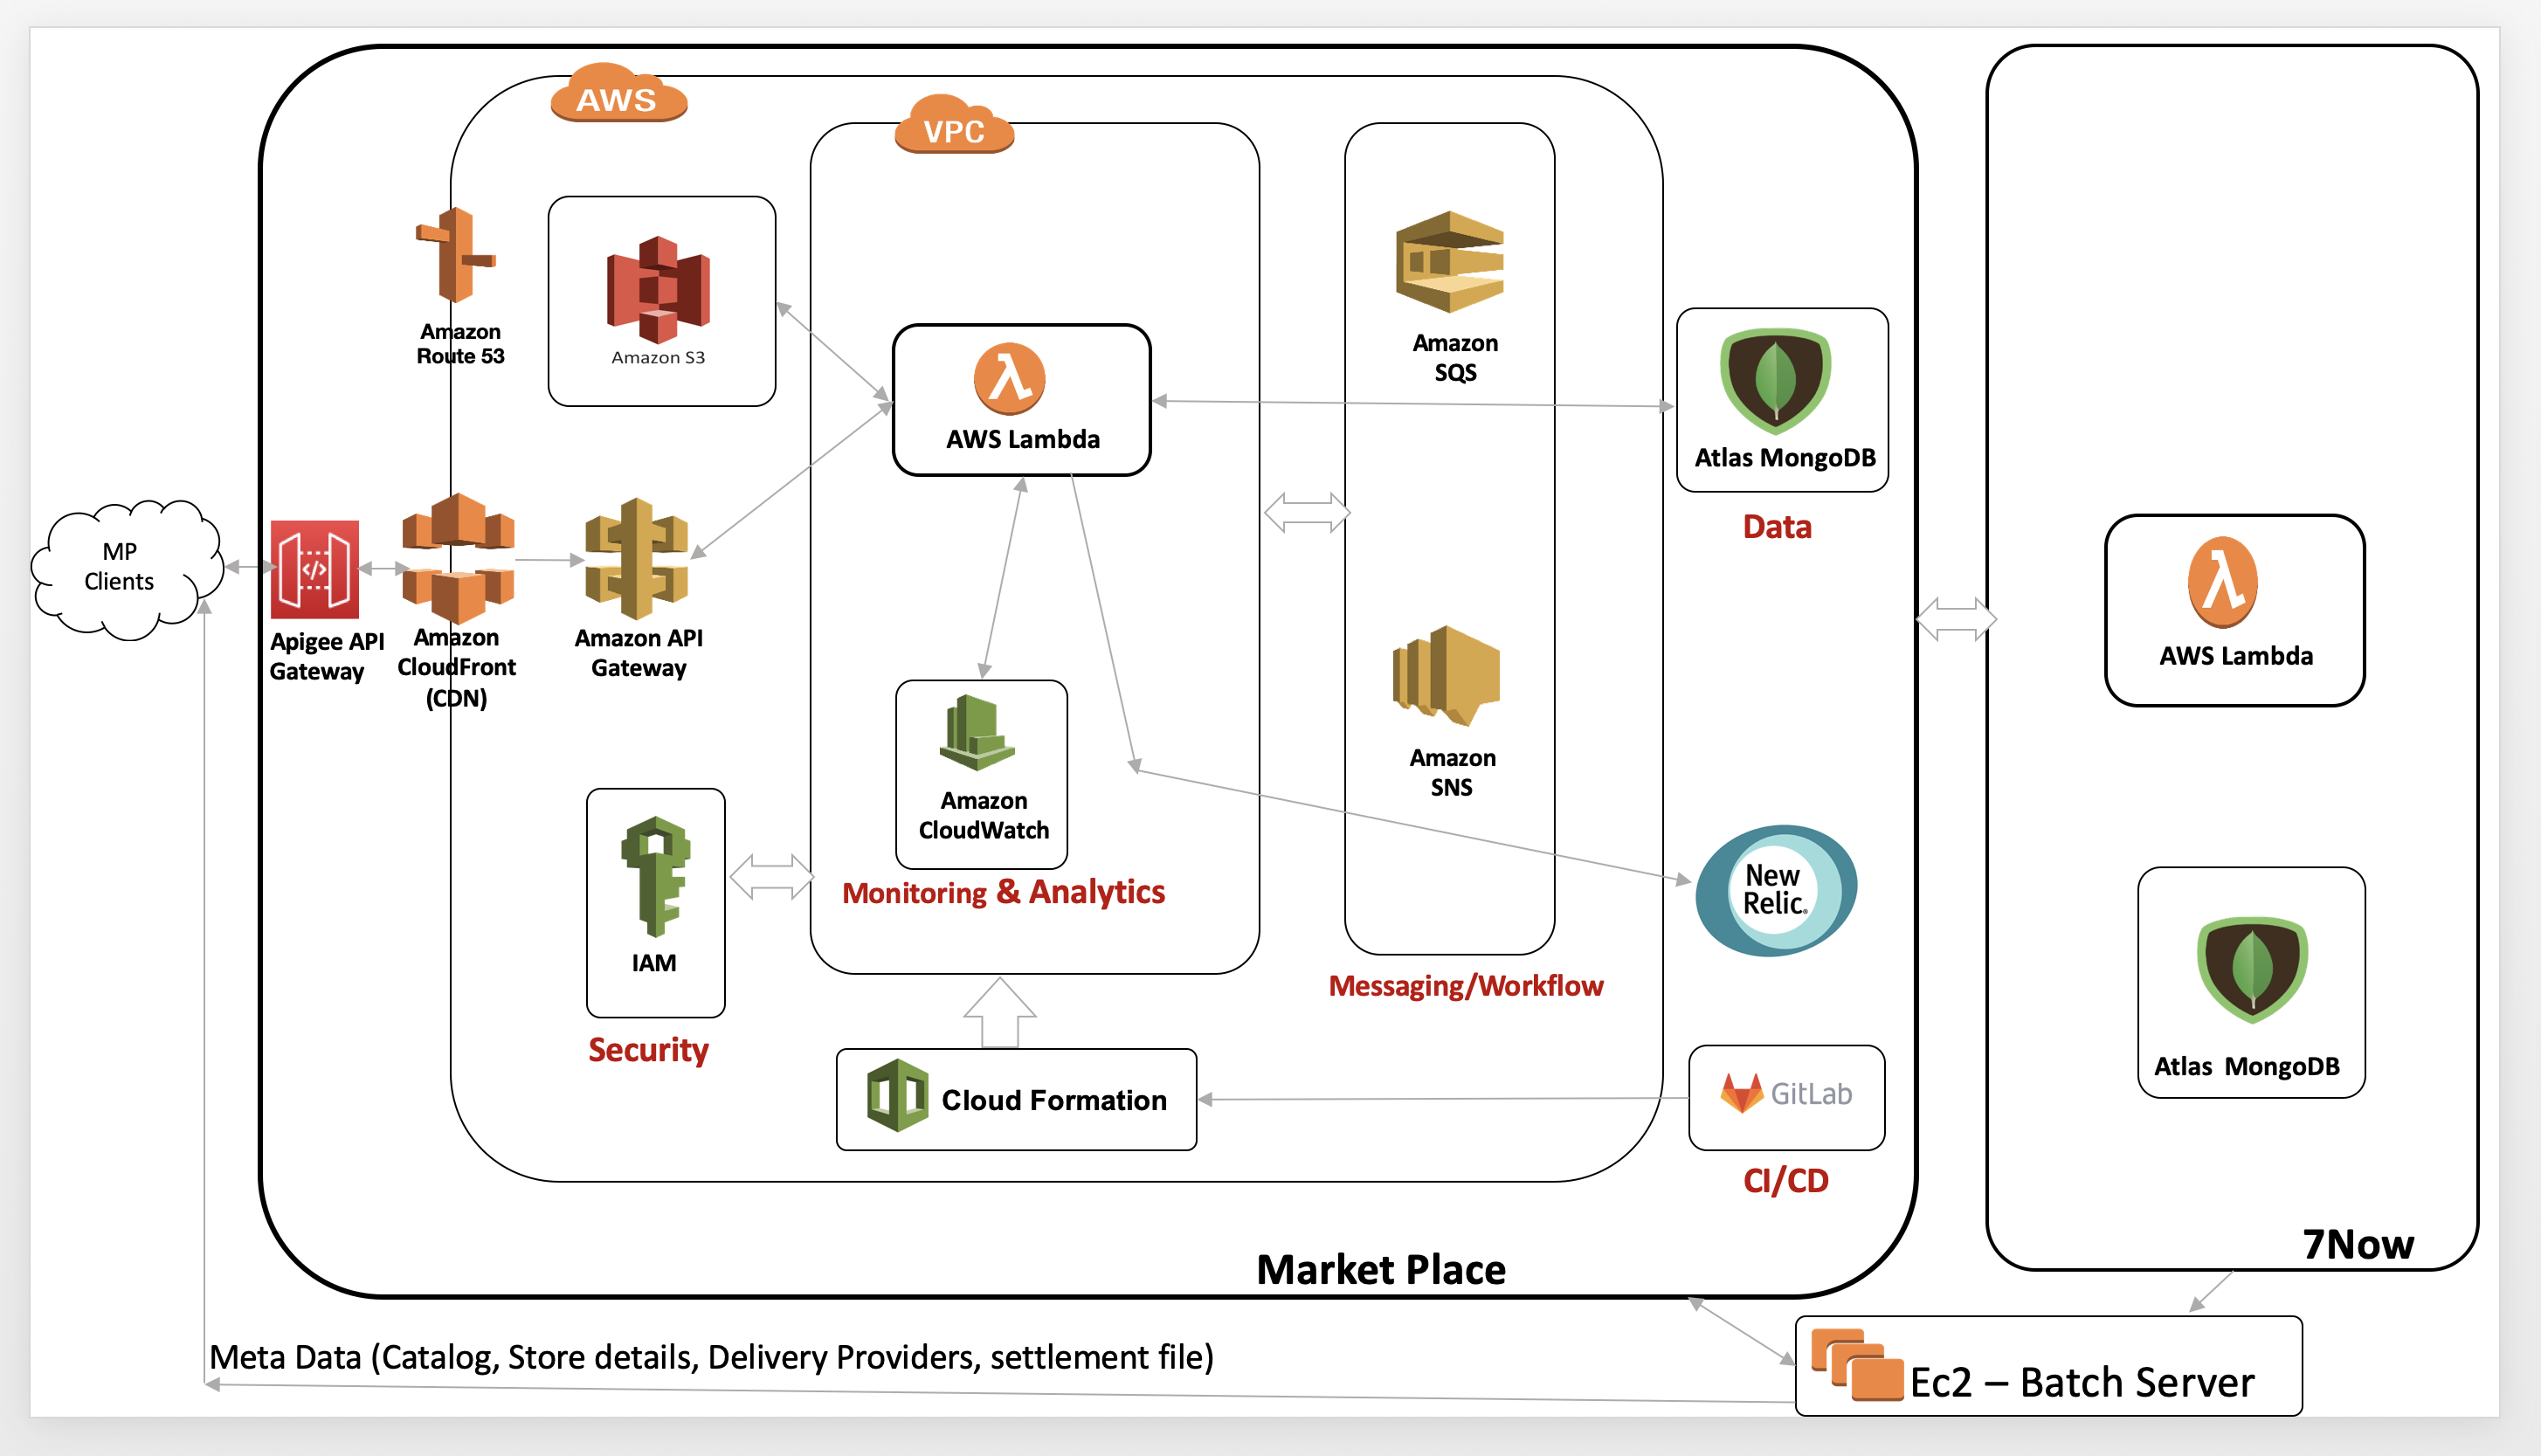 AWS
VPC
Amazon
Route 53
Amazon S3
AWS Lambda
Amazon
SQS
Atlas MongoDB
Data
MP
Clients
Apigee API
Gateway
Amazon
CloudFront
(CDN)
Amazon API
Gateway
</>
AWS Lambda
Amazon
SNS
Amazon
CloudWatch
Monitoring & Analytics
IAM
Security
New
Relic.
Messaging/Workflow
Cloud Formation
GitLab
CI/CD
Atlas  MongoDB
7Now
Market Place
Meta Data (Catalog, Store details, Delivery Providers, settlement file)
Ec2 – Batch Server